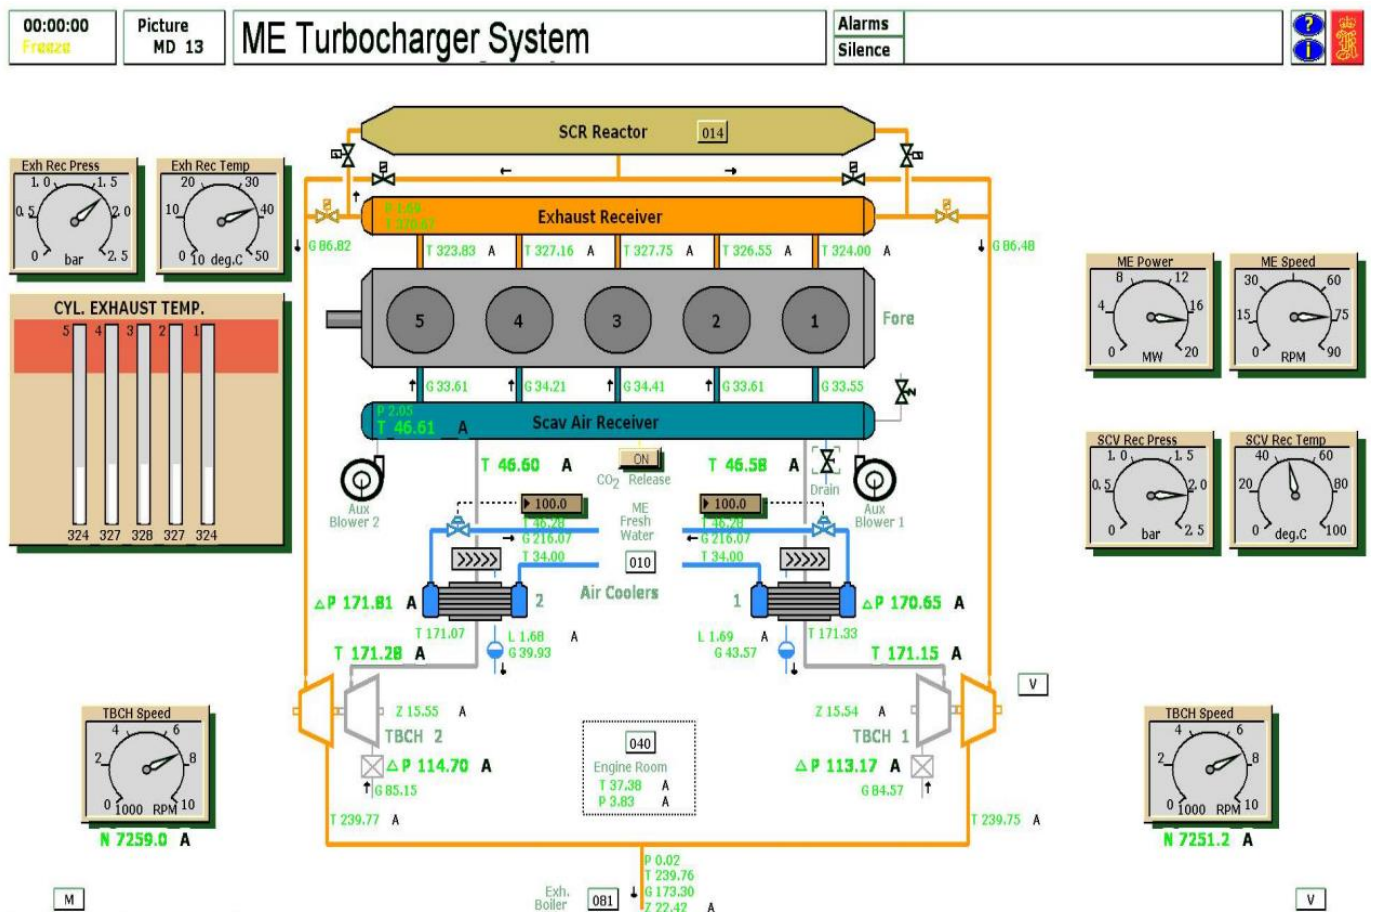 00:00:00
Freeze
Picture
MD 13
ME Turbocharger System
Alarms
Silence
?
i
SCR Reactor 014
Exh Rec Press
1.0 1.5
0.5 2.0
0 bar 2.5
Exh Rec Temp
20 30
10 40
0 10 deg.C 50
P 1.69
T 370.67
Exhaust Receiver
G 86.82
G 86.48
T 323.83 A T 327.16 A T 327.75 A T 326.55 A T 324.00 A
CYL. EXHAUST TEMP.
5 4 3 2 1
324 327 328 327 324
5 4 3 2 1
Fore
ME Power
8 12
4 16
0 MW 20
ME Speed
30 60
15 75
0 RPM 90
G 33.61 G 34.21 G 34.41 G 33.61 G 33.55
P 2.05
T 46.61 A
Scav Air Receiver
SCV Rec Press
1.0 1.5
0.5 2.0
0 bar 2.5
SCV Rec Temp
40 60
20 80
0 deg.C 100
T 46.60 A
ON
CO2 Release
T 46.58 A
Drain
Aux
Blower 2
Aux
Blower 1
100.0
100.0
ME
Fresh
Water
010
T 46.28
G 216.07
T 34.00
T 46.28
G 216.07
T 34.00
Air Coolers
2
1
△P 171.81 A
△P 170.65 A
T 171.07
T 171.33
L 1.68 A
G 39.93
L 1.69 A
G 43.57
T 171.28 A
T 171.15 A
V
Z 15.55 A
Z 15.54 A
TBCH 2
TBCH 1
△P 114.70 A
△P 113.17 A
G 85.15
G 84.57
040
Engine Room
T 37.38 A
P 3.83 A
TBCH Speed
4 6
2 8
0 1000 RPM 10
N 7259.0 A
TBCH Speed
4 6
2 8
0 1000 RPM 10
N 7251.2 A
T 239.77 A
T 239.75 A
P 0.02
T 239.76
G 173.30
Z 22.42 A
Exh.
Boiler
081
M
V